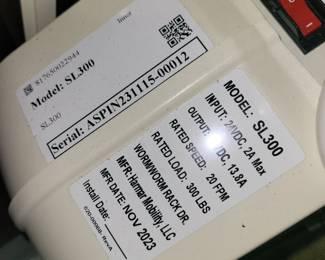 817650022944
Model: SL300
SL300
Serial: ASPIN231115-00012
MODEL: SL300
INPUT: 24VDC, 2A Max
OUTPUT: DC, 13.8A
RATED SPEED: 20 FPM
RATED LOAD: 300 LBS
WORM/WORM RACK DR.
MFR: Harmar Mobility, LLC
MFR DATE: NOV 2023
Install Date: